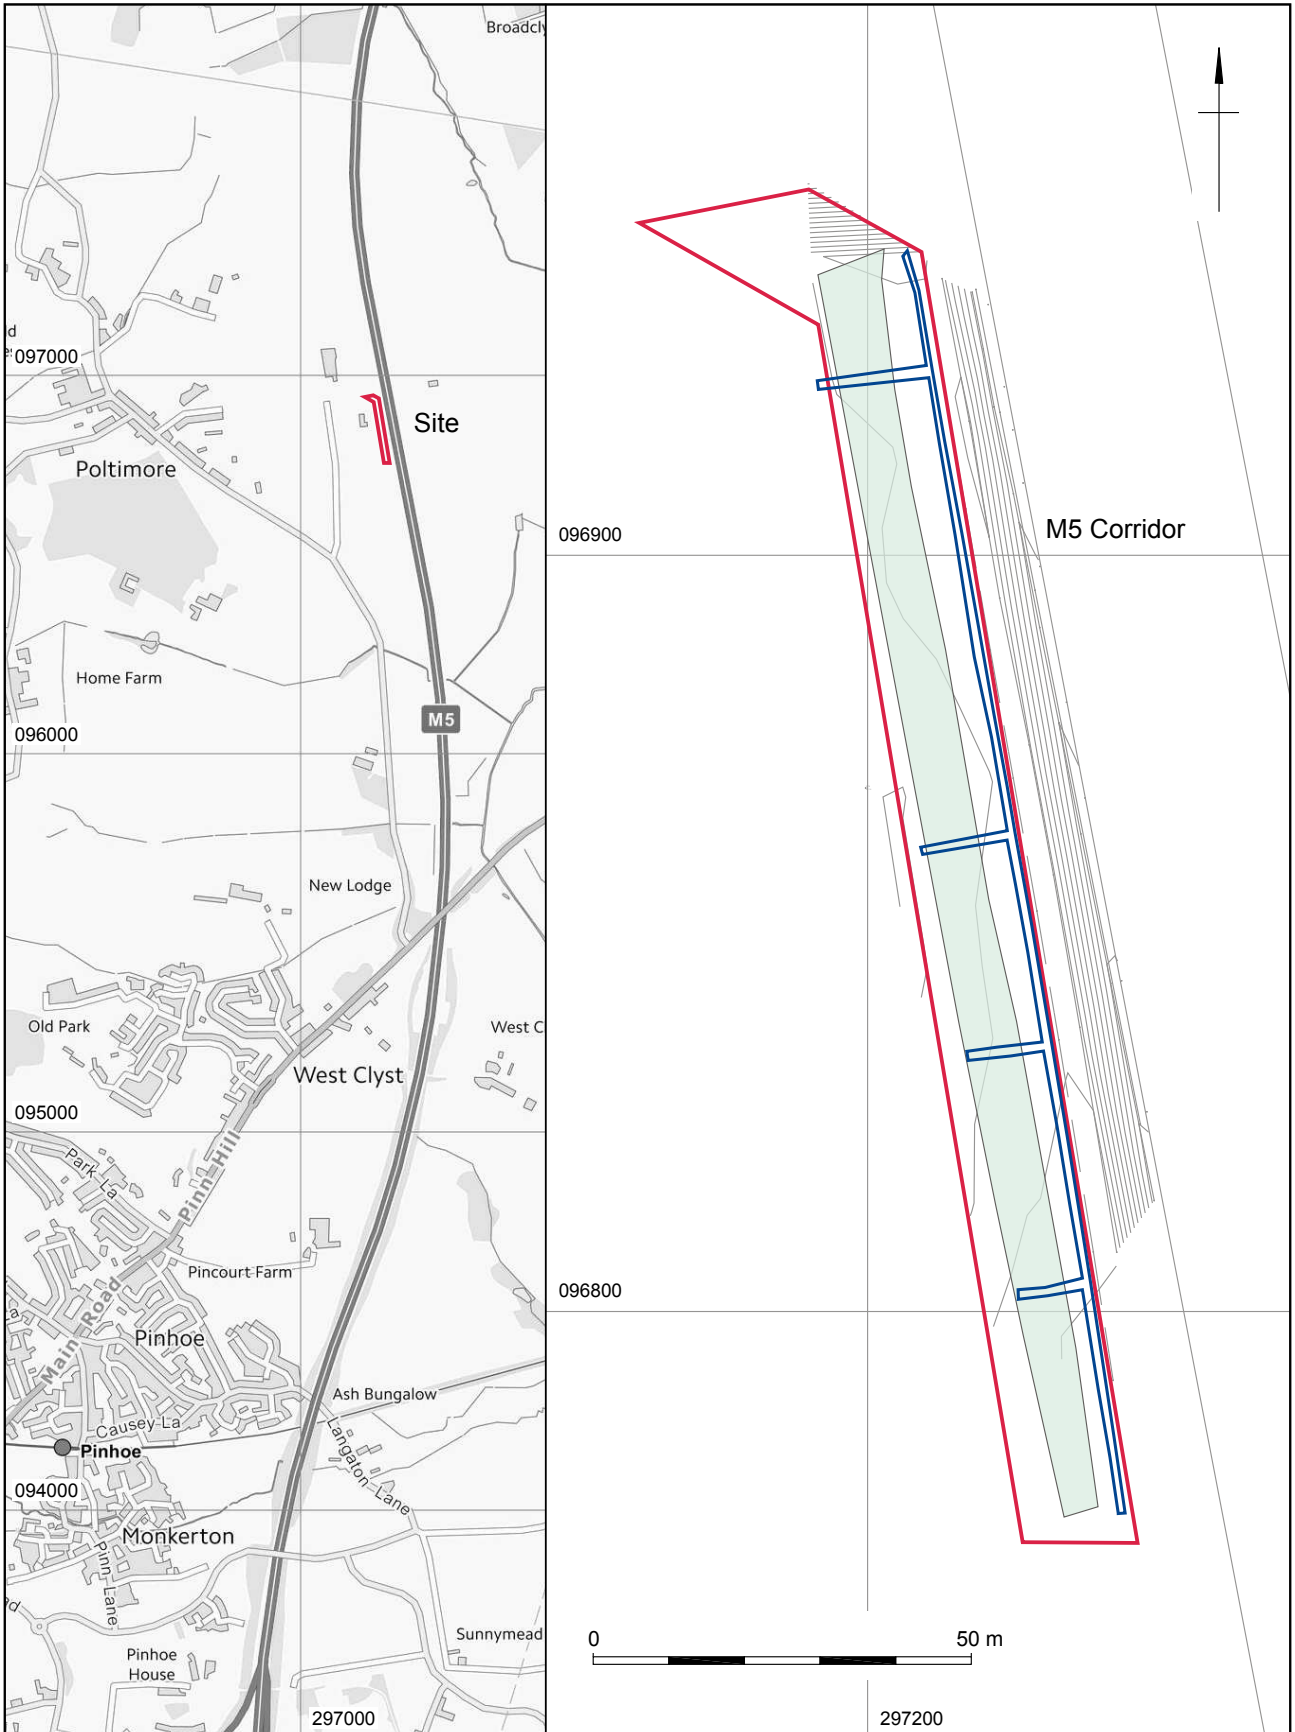 Broadcly
d
e
097000
Site
Poltimore
Home Farm
M5
096000
New Lodge
Old Park
West C
West Clyst
095000
Park La
Pinn Hill
Pincourt Farm
Main Road
Pinhoe
Ash Bungalow
Causey La
Pinhoe
Langaton Lane
094000
Monkerton
Pinn Lane
Sunnymead
Pinhoe
House
297000
M5 Corridor
096900
096800
0 50 m
297200